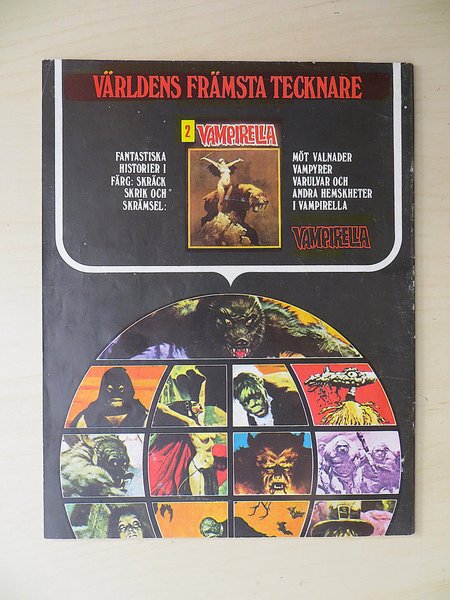 VÄRLDENS FRÄMSTA TECKNARE
2 VAMPIRELLA
FANTASTISKA
HISTORIER I
FÄRG: SKRÄCK
SKRIK OCH
SKRÄMSEL:
MÖT VALNADER
VAMPYRER
VARULVAR OCH
ANDRA HEMSKHETER
I VAMPIRELLA
VAMPIRELLA